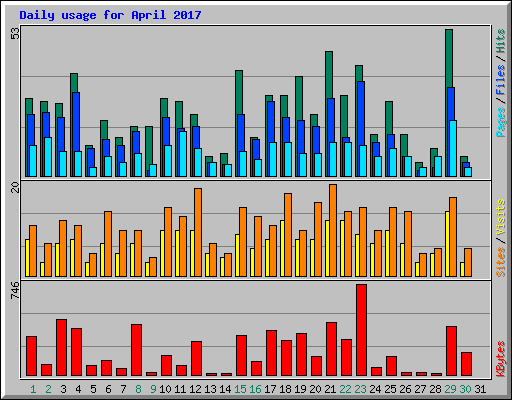 Daily usage for April 2017
53
Pages / Files / Hits
20
Sites / Visits
746
KBytes
1 2 3 4 5 6 7 8 9 10 11 12 13 14 15 16 17 18 19 20 21 22 23 24 25 26 27 28 29 30 31